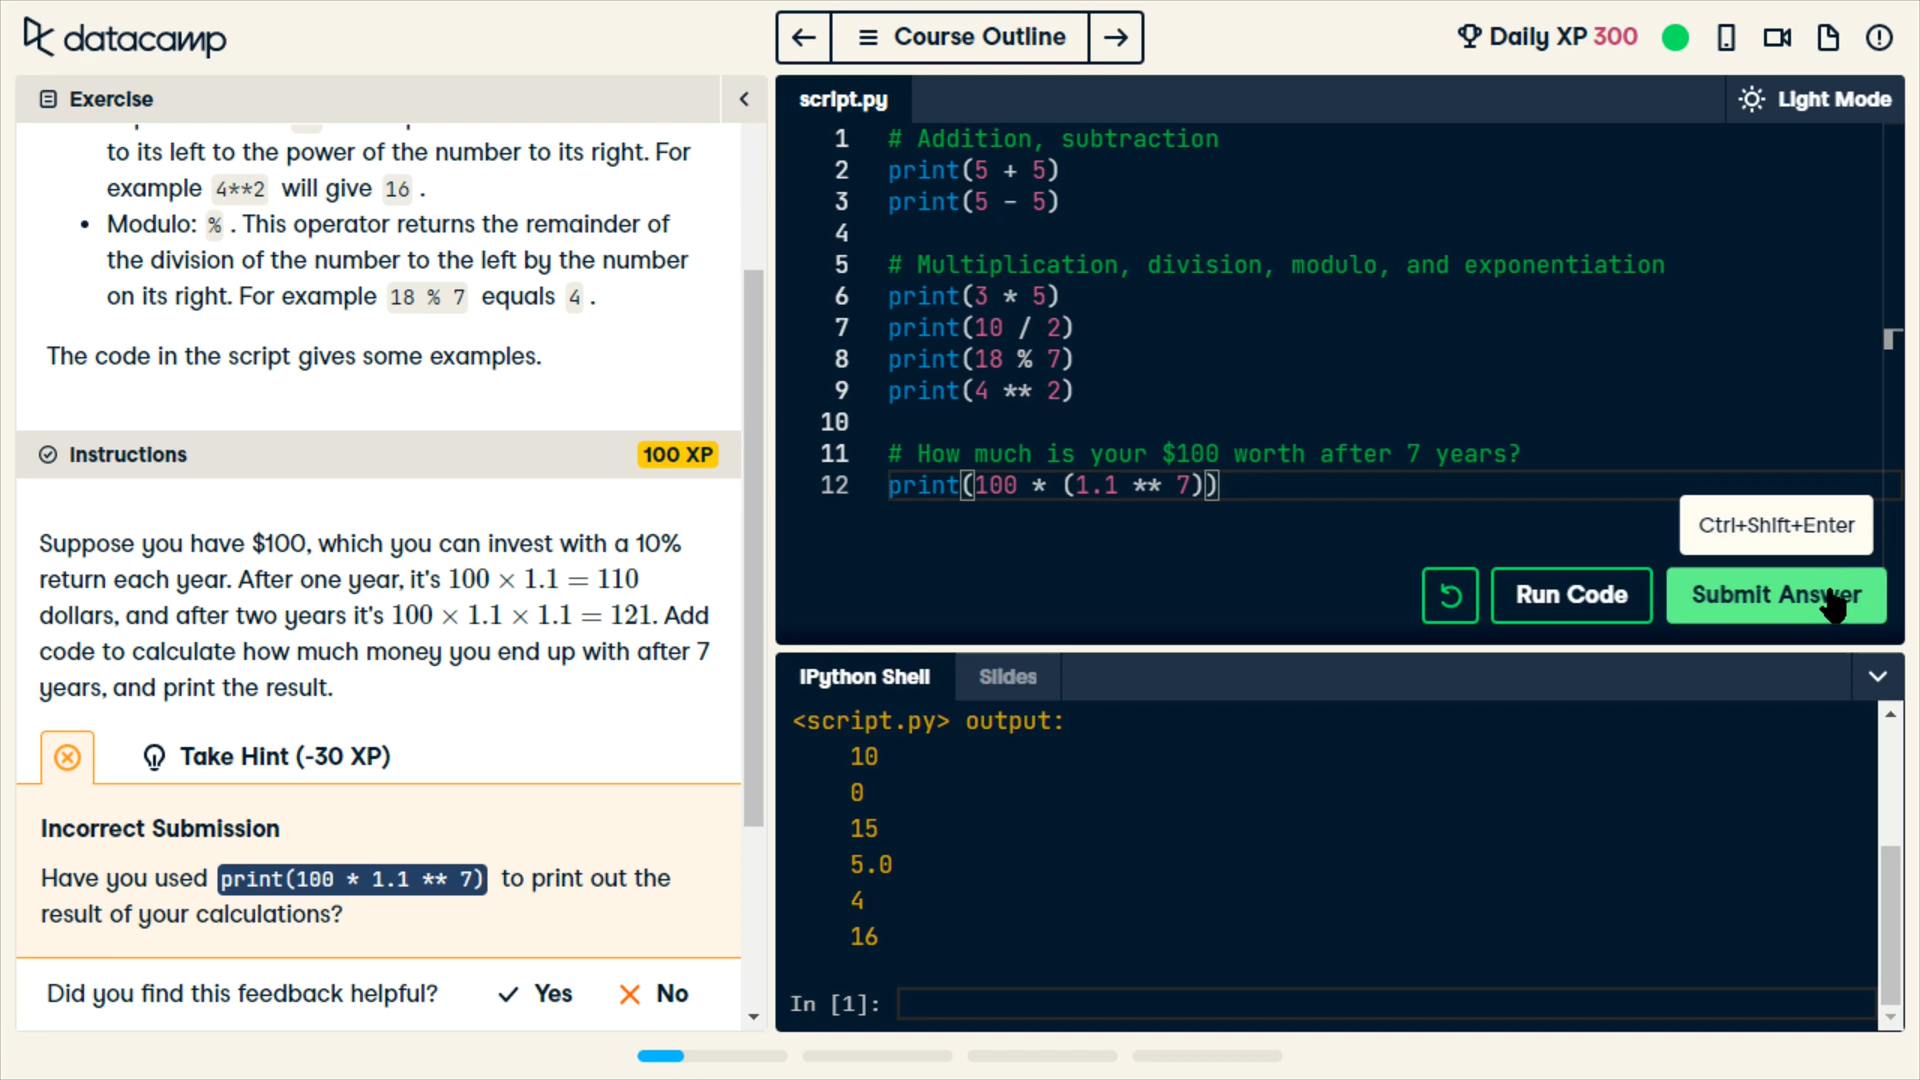 datacamp
Course Outline
Daily XP 300
Exercise
to its left to the power of the number to its right. For
example 4**2 will give 16 .
• Modulo: % . This operator returns the remainder of
the division of the number to the left by the number
on its right. For example 18 % 7 equals 4 .
The code in the script gives some examples.
Instructions
100 XP
Suppose you have $100, which you can invest with a 10%
return each year. After one year, it's 100 × 1.1 = 110
dollars, and after two years it's 100 × 1.1 × 1.1 = 121. Add
code to calculate how much money you end up with after 7
years, and print the result.
Take Hint (-30 XP)
Incorrect Submission
Have you used print(100 * 1.1 ** 7) to print out the
result of your calculations?
Did you find this feedback helpful?
Yes
No
script.py
Light Mode
1 # Addition, subtraction
2 print(5 + 5)
3 print(5 - 5)
4
5 # Multiplication, division, modulo, and exponentiation
6 print(3 * 5)
7 print(10 / 2)
8 print(18 % 7)
9 print(4 ** 2)
10
11 # How much is your $100 worth after 7 years?
12 print(100 * (1.1 ** 7))
Ctrl+Shift+Enter
Run Code
Submit Answer
IPython Shell
Slides
<script.py> output:
10
0
15
5.0
4
16
In [1]: